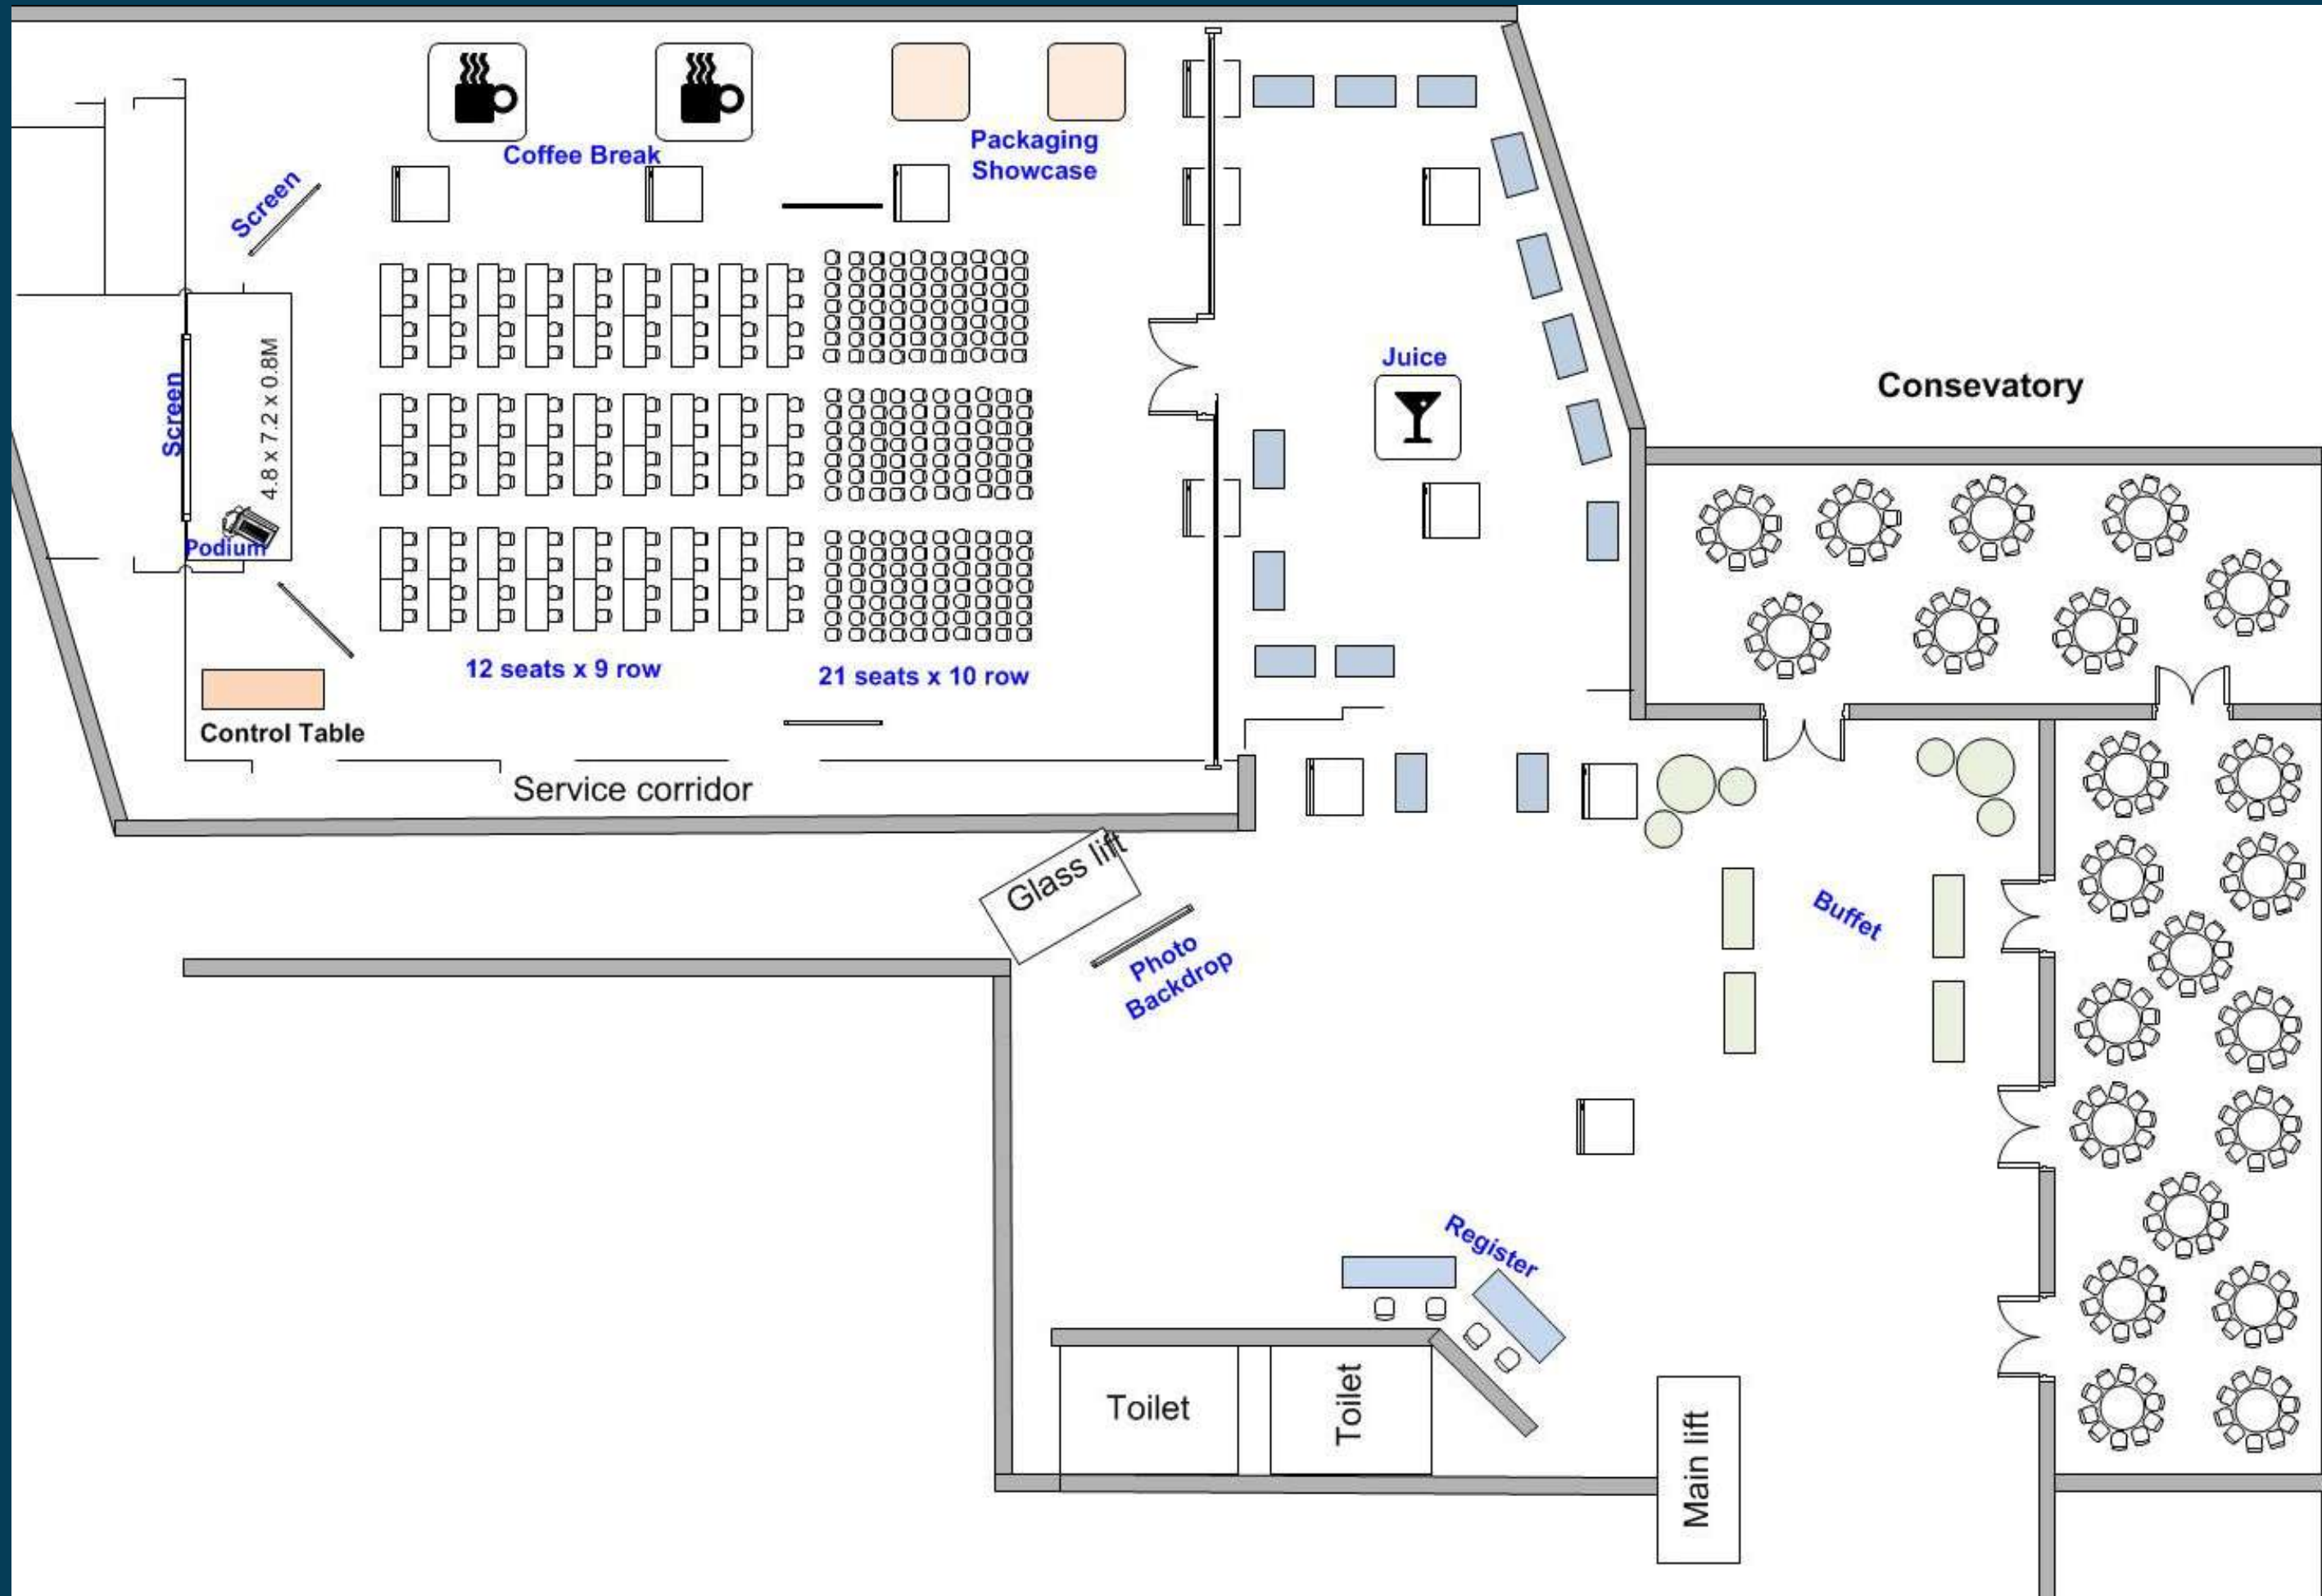 Coffee Break
Packaging
Showcase
Screen
Juice
Consevatory
Screen
4.8 x 7.2 x 0.8M
Podium
12 seats x 9 row
21 seats x 10 row
Control Table
Service corridor
Glass lift
Photo
Backdrop
Buffet
Register
Toilet
Toilet
Main lift